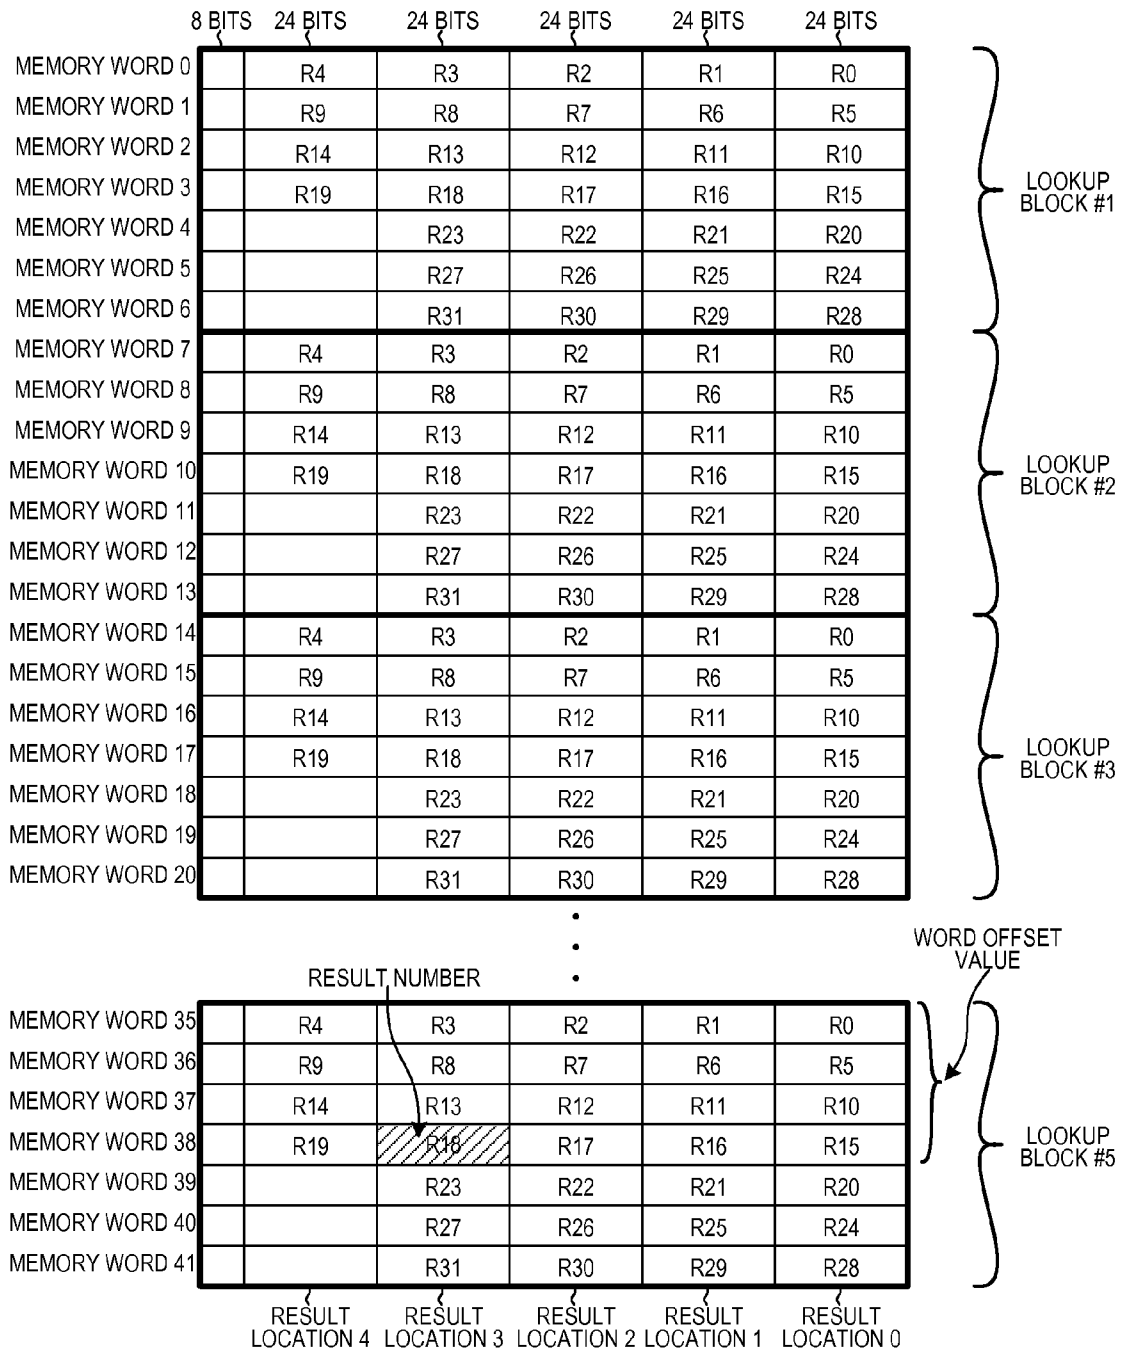 8 BITS 24 BITS 24 BITS 24 BITS 24 BITS 24 BITS
MEMORY WORD 0 R4 R3 R2 R1 R0
MEMORY WORD 1 R9 R8 R7 R6 R5
MEMORY WORD 2 R14 R13 R12 R11 R10
MEMORY WORD 3 R19 R18 R17 R16 R15
MEMORY WORD 4 R23 R22 R21 R20
MEMORY WORD 5 R27 R26 R25 R24
MEMORY WORD 6 R31 R30 R29 R28
LOOKUP
BLOCK #1
MEMORY WORD 7 R4 R3 R2 R1 R0
MEMORY WORD 8 R9 R8 R7 R6 R5
MEMORY WORD 9 R14 R13 R12 R11 R10
MEMORY WORD 10 R19 R18 R17 R16 R15
MEMORY WORD 11 R23 R22 R21 R20
MEMORY WORD 12 R27 R26 R25 R24
MEMORY WORD 13 R31 R30 R29 R28
LOOKUP
BLOCK #2
MEMORY WORD 14 R4 R3 R2 R1 R0
MEMORY WORD 15 R9 R8 R7 R6 R5
MEMORY WORD 16 R14 R13 R12 R11 R10
MEMORY WORD 17 R19 R18 R17 R16 R15
MEMORY WORD 18 R23 R22 R21 R20
MEMORY WORD 19 R27 R26 R25 R24
MEMORY WORD 20 R31 R30 R29 R28
LOOKUP
BLOCK #3
WORD OFFSET
VALUE
RESULT NUMBER
MEMORY WORD 35 R4 R3 R2 R1 R0
MEMORY WORD 36 R9 R8 R7 R6 R5
MEMORY WORD 37 R14 R13 R12 R11 R10
MEMORY WORD 38 R19 R18 R17 R16 R15
MEMORY WORD 39 R23 R22 R21 R20
MEMORY WORD 40 R27 R26 R25 R24
MEMORY WORD 41 R31 R30 R29 R28
LOOKUP
BLOCK #5
RESULT RESULT RESULT RESULT RESULT
LOCATION 4 LOCATION 3 LOCATION 2 LOCATION 1 LOCATION 0